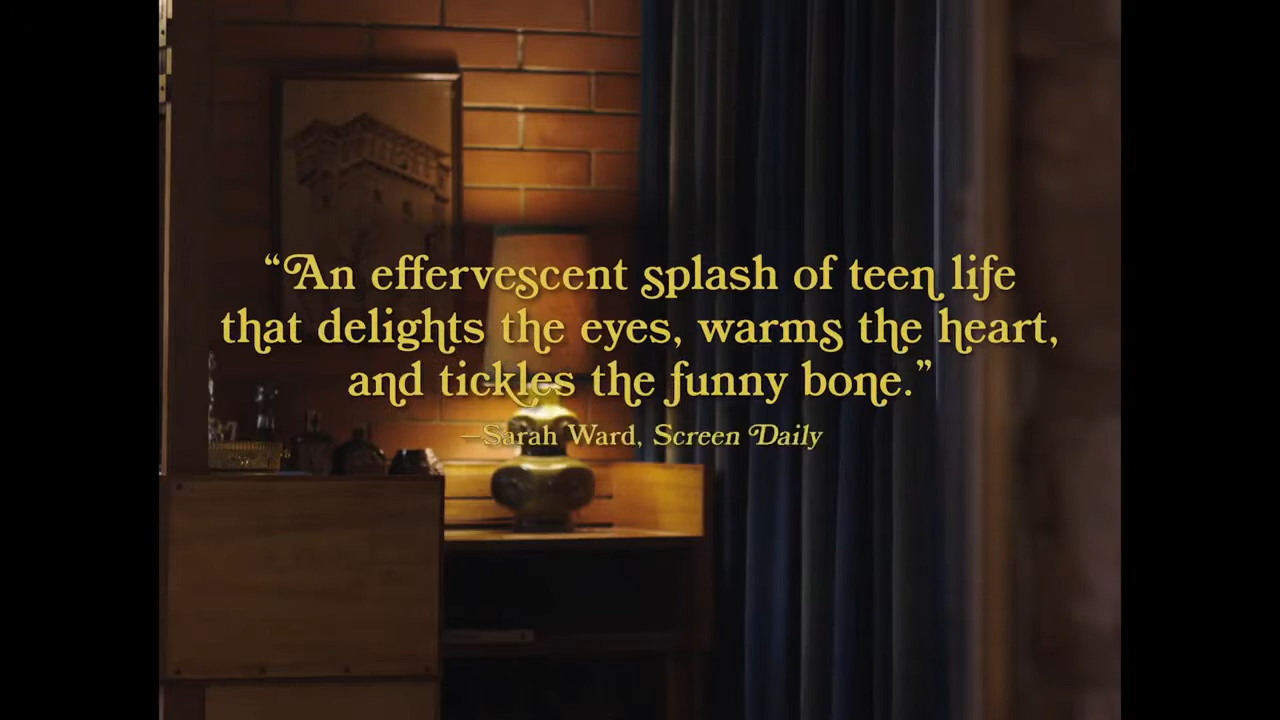 “An effervescent splash of teen life
that delights the eyes, warms the heart,
and tickles the funny bone.”
—Sarah Ward, Screen Daily